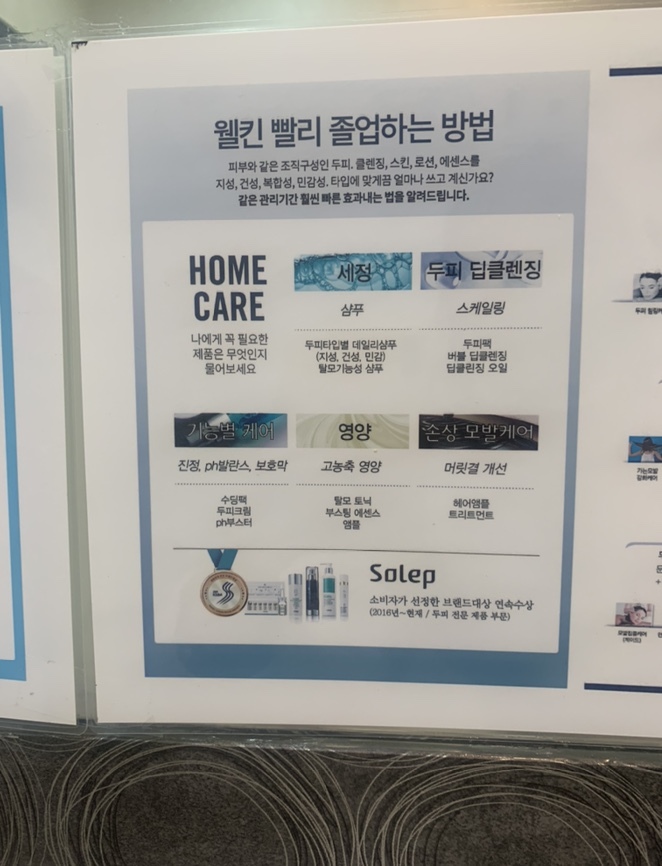 웰킨 빨리 졸업하는 방법
피부와 같은 조직구성인 두피. 클렌징, 스킨, 로션, 에센스를
지성, 건성, 복합성, 민감성. 타입에 맞게끔 얼마나 쓰고 계신가요?
같은 관리기간 훨씬 빠른 효과내는 법을 알려드립니다.
HOME
CARE
나에게 꼭 필요한
제품은 무엇인지
물어보세요
세정
샴푸
두피타입별 데일리샴푸
(지성, 건성, 민감)
탈모기능성 샴푸
두피 딥클렌징
스케일링
두피팩
버블 딥클렌징
딥클린징 오일
기능별 케어
진정, ph발란스, 보호막
수딩팩
두피크림
ph부스터
영양
고농축 영양
탈모 토닉
부스팅 에센스
앰플
손상 모발케어
머릿결 개선
헤어앰플
트리트먼트
Solep
소비자가 선정한 브랜드대상 연속수상
(2016년~현재 / 두피 전문 제품 부문)